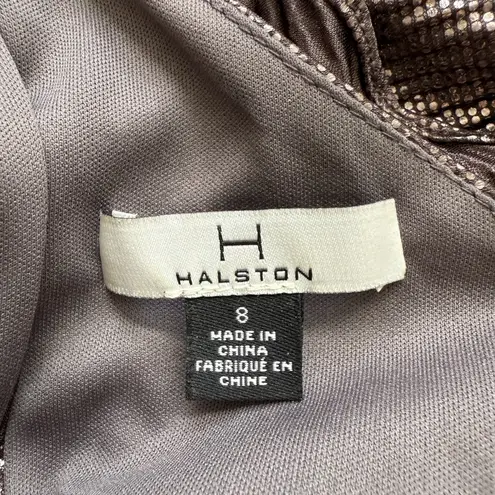 H
HALSTON
8
MADE IN
CHINA
FABRIQUÉ EN
CHINE